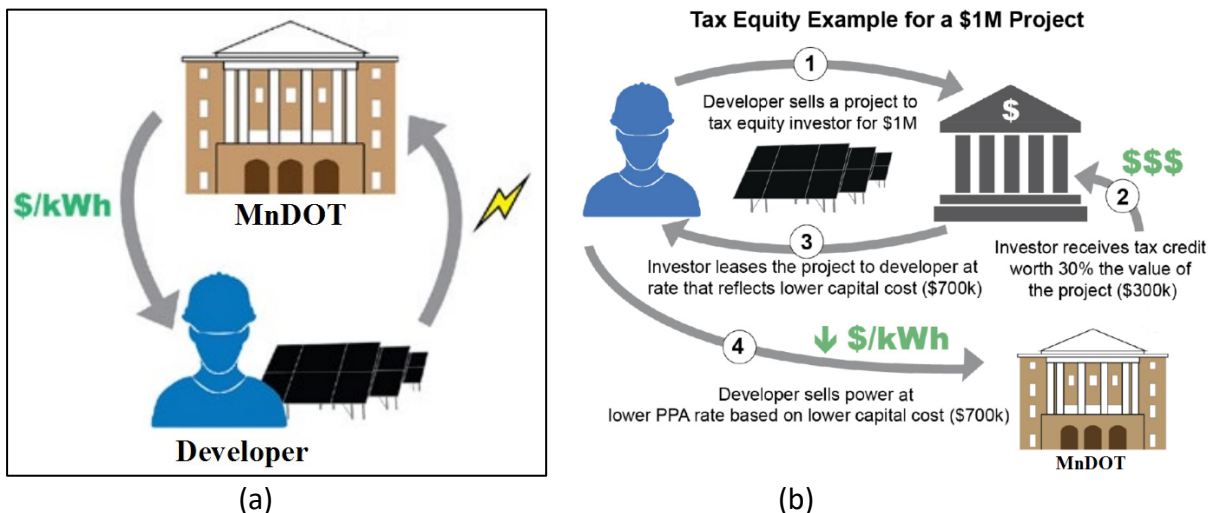 MnDOT
$/kWh
Developer
(a)
Tax Equity Example for a $1M Project
1
Developer sells a project to
tax equity investor for $1M
$
$$$
2
Investor receives tax credit
worth 30% the value of
the project ($300k)
3
Investor leases the project to developer at
rate that reflects lower capital cost ($700k)
4
$/kWh
Developer sells power at
lower PPA rate based on lower capital cost ($700k)
MnDOT
(b)